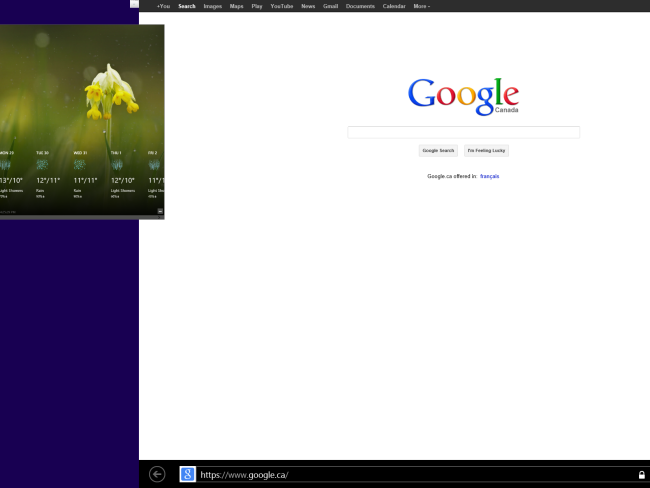 +You Search Images Maps Play YouTube News Gmail Documents Calendar More
Google
Canada
Google Search I'm Feeling Lucky
Google.ca offered in: français
MON 29 TUE 30 WED 31 THU 1 FRI 2
13°/10° 12°/11° 11°/11° 12°/10° 11°/1
Light Showers Rain Rain Light Showers Light Sho
https://www.google.ca/